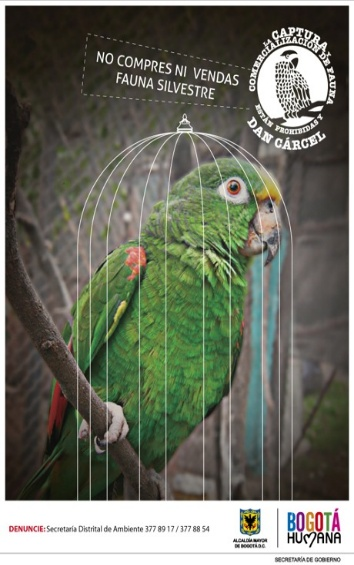 NO COMPRES NI VENDAS
FAUNA SILVESTRE
LA CAPTURA
COMERCIALIZACIÓN DE FAUNA
ESTÁN PROHIBIDAS Y
DAN CÁRCEL
DENUNCIE: Secretaría Distrital de Ambiente 377 89 17 / 377 88 54
ALCALDÍA MAYOR
DE BOGOTÁ D.C.
BOGOTÁ
HUMANA
SECRETARÍA DE GOBIERNO